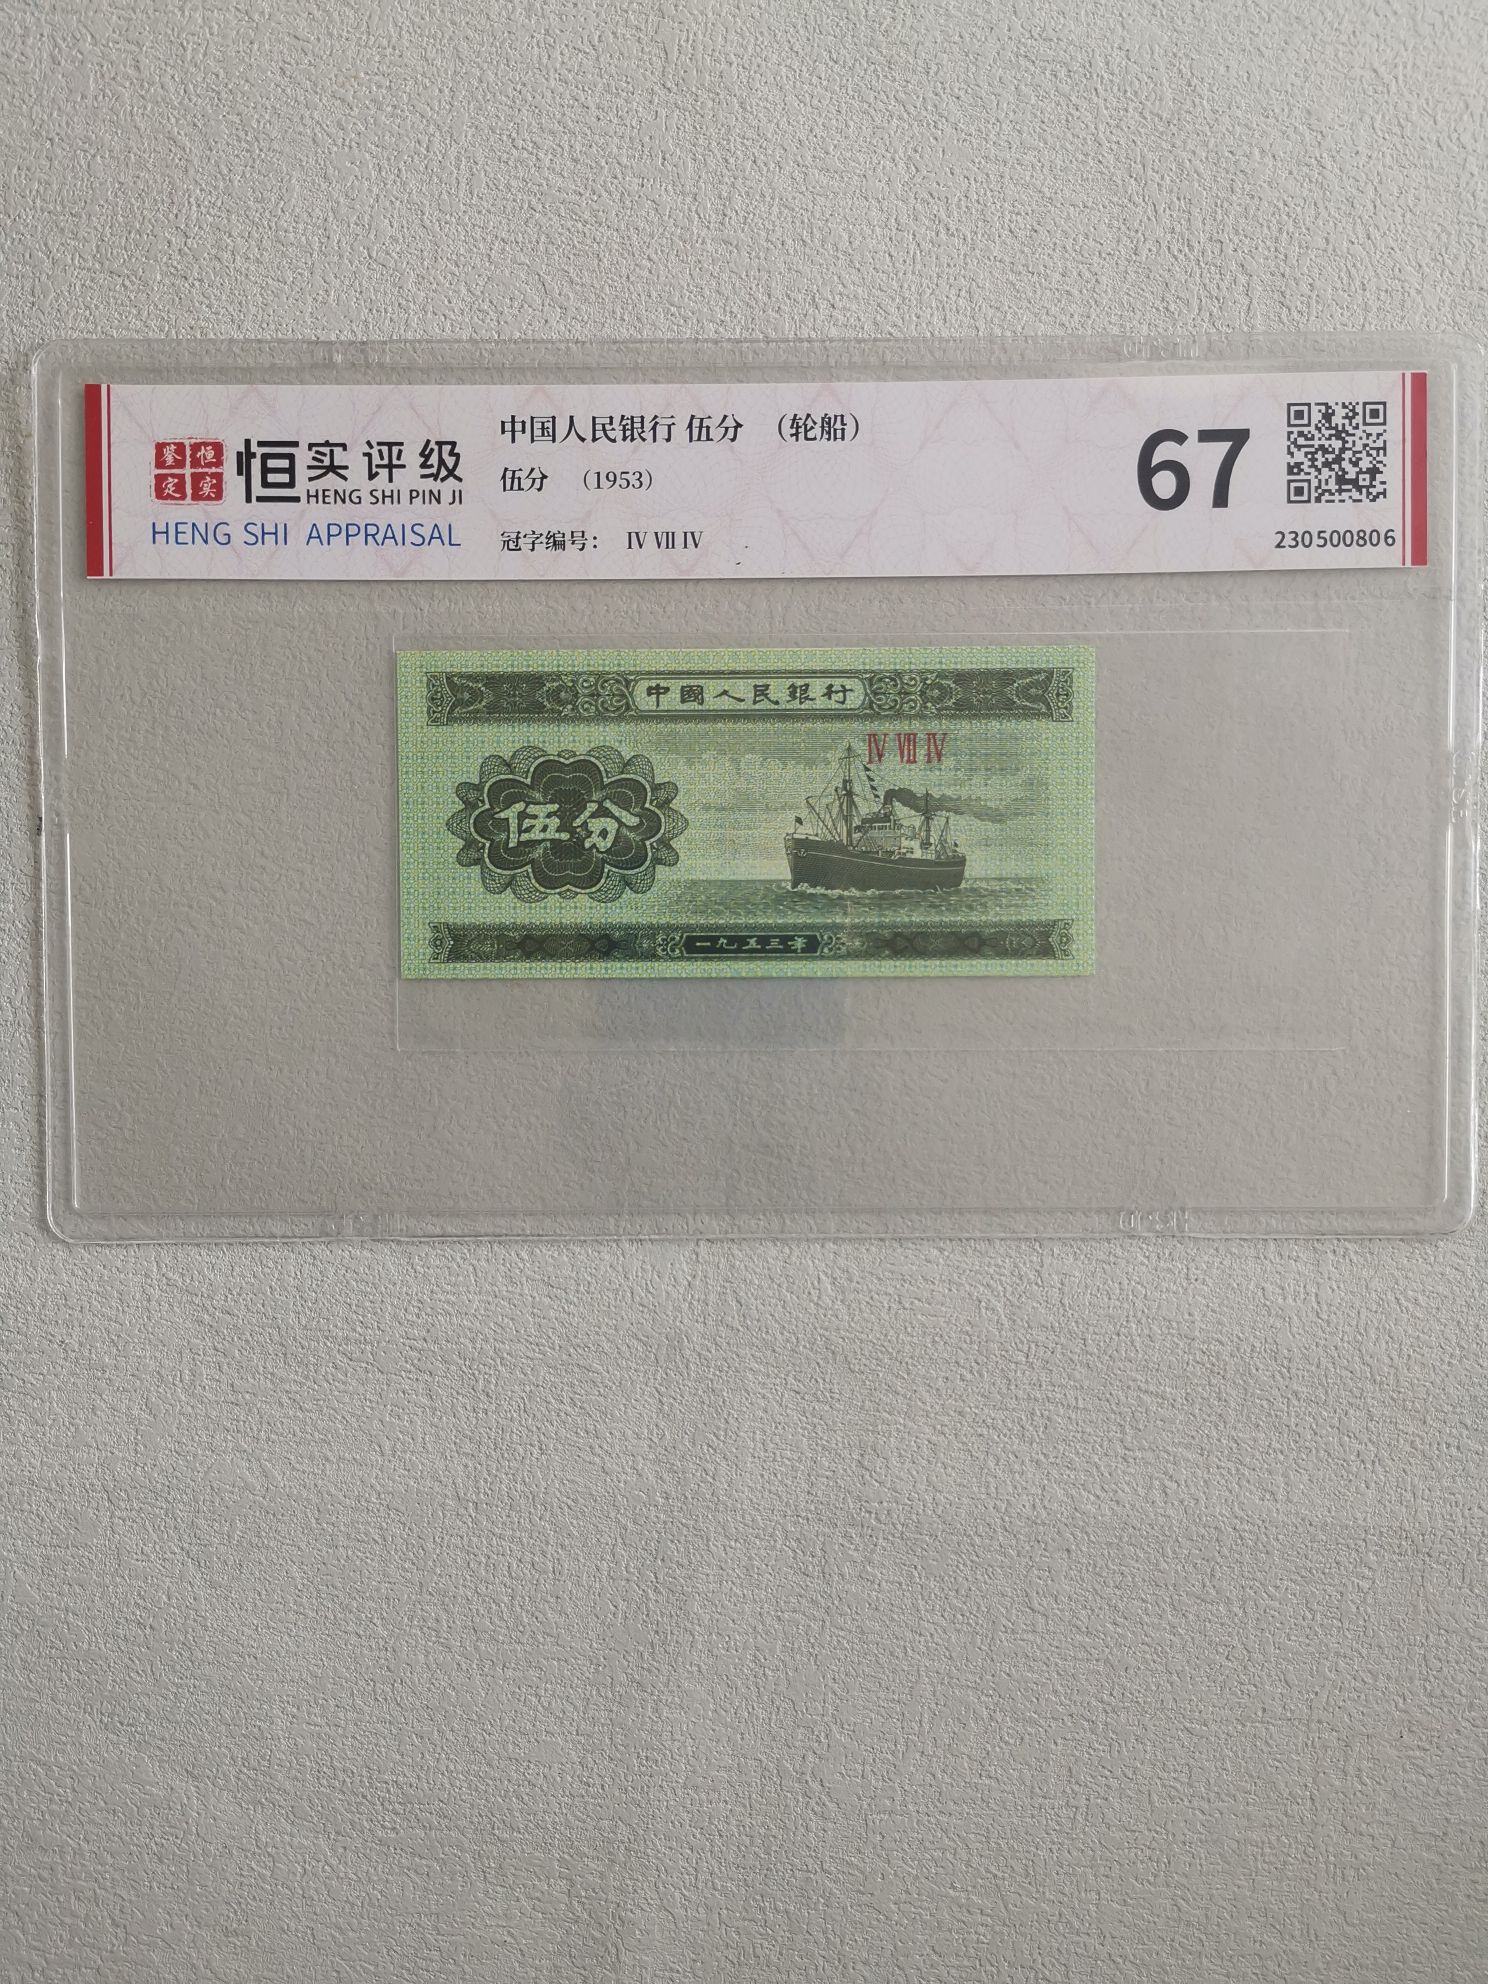 恒实
鉴定
恒实评级
HENG SHI PIN JI
HENG SHI APPRAISAL
中国人民银行 伍分 （轮船）
伍分 （1953）
冠字编号： IV VII IV
67
230500806
中國人民銀行
IV VII IV
伍分
一九五三年